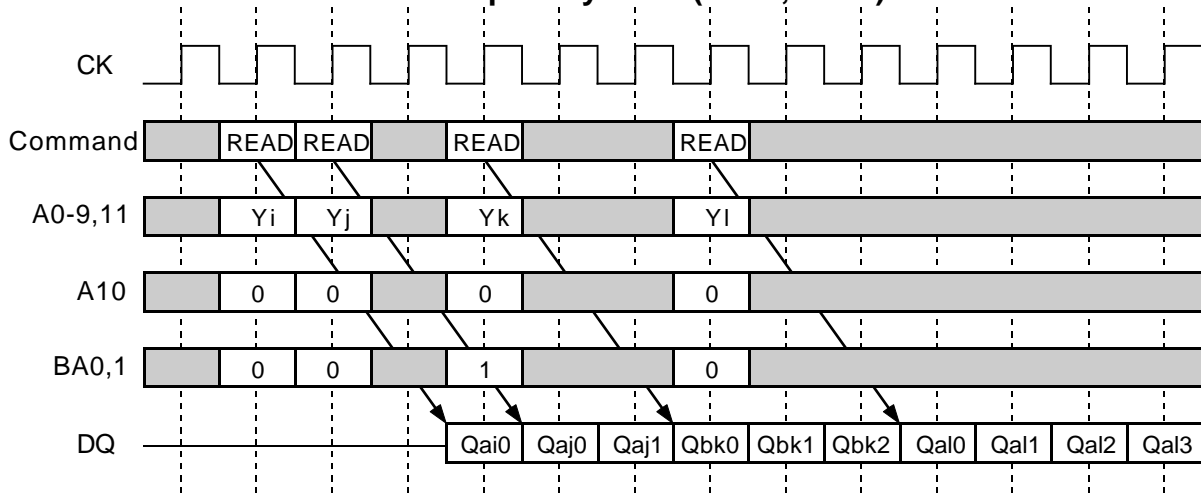 CK
Command READ READ READ READ
A0-9,11 Yi Yj Yk Yl
A10 0 0 0 0
BA0,1 0 0 1 0
DQ Qai0 Qaj0 Qaj1 Qbk0 Qbk1 Qbk2 Qal0 Qal1 Qal2 Qal3